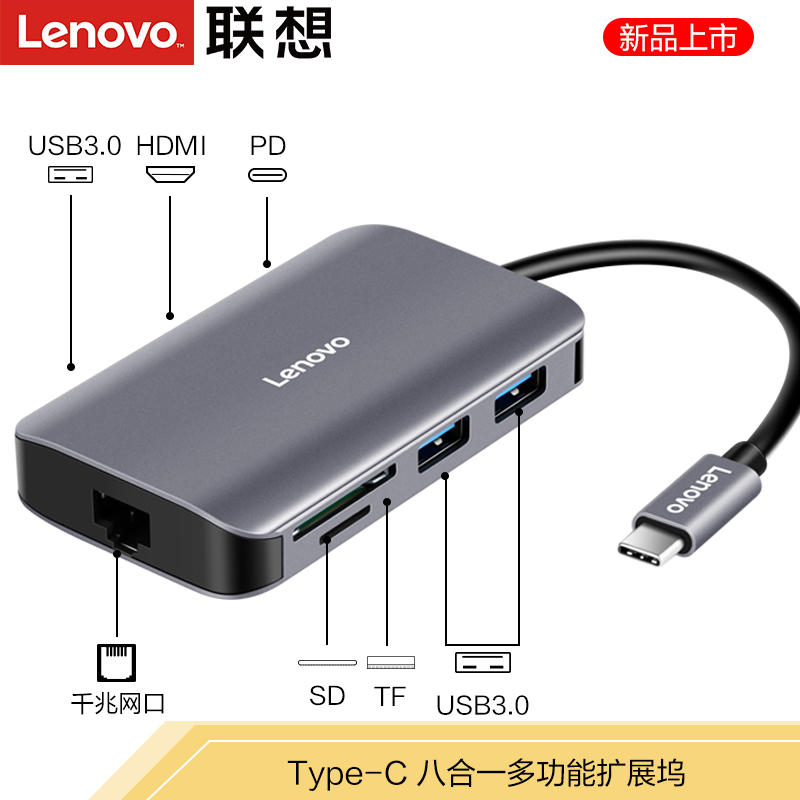 Lenovo™ 联想
新品上市
USB3.0 HDMI PD
Lenovo
Lenovo
千兆网口
SD TF USB3.0
Type-C 八合一多功能扩展坞